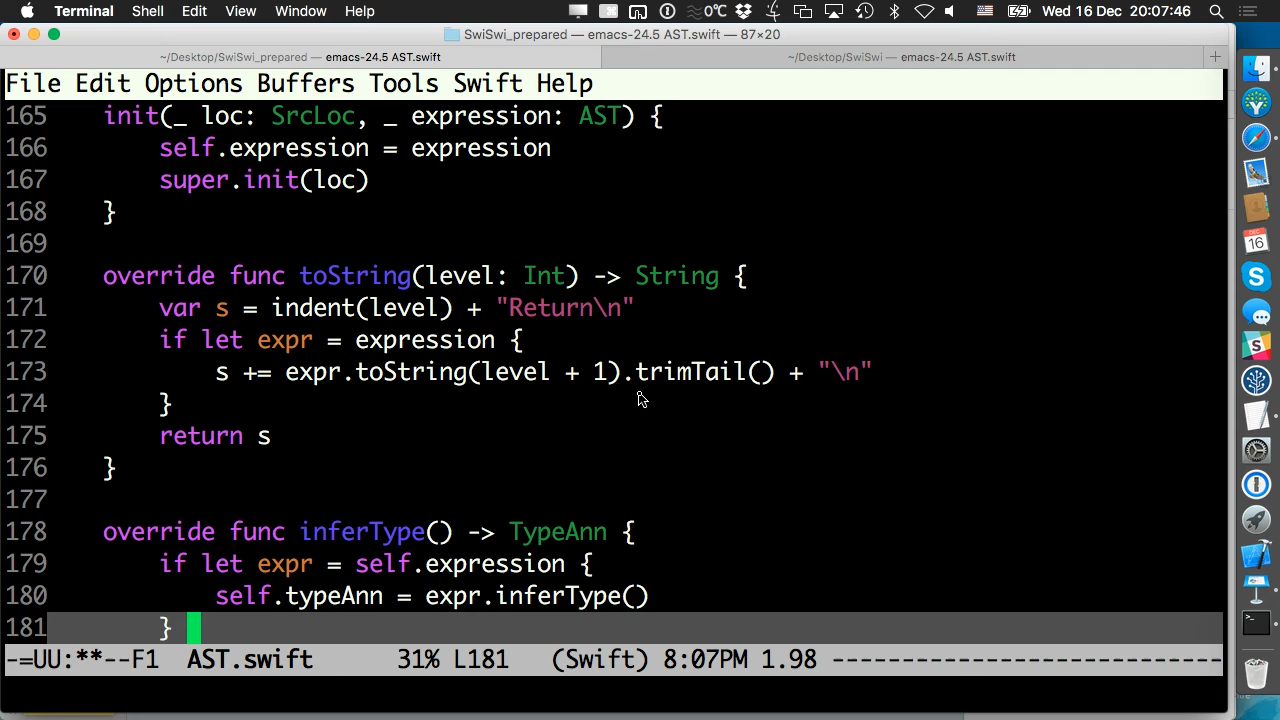 Terminal Shell Edit View Window Help 0°C Wed 16 Dec 20:07:46
SwiSwi_prepared — emacs-24.5 AST.swift — 87×20
~/Desktop/SwiSwi_prepared — emacs-24.5 AST.swift ~/Desktop/SwiSwi — emacs-24.5 AST.swift
File Edit Options Buffers Tools Swift Help
165 init(_ loc: SrcLoc, _ expression: AST) {
166 self.expression = expression
167 super.init(loc)
168 }
169
170 override func toString(level: Int) -> String {
171 var s = indent(level) + "Return\n"
172 if let expr = expression {
173 s += expr.toString(level + 1).trimTail() + "\n"
174 }
175 return s
176 }
177
178 override func inferType() -> TypeAnn {
179 if let expr = self.expression {
180 self.typeAnn = expr.inferType()
181 }
-=UU:**--F1 AST.swift 31% L181 (Swift) 8:07PM 1.98 ----------------------------
DEC
16